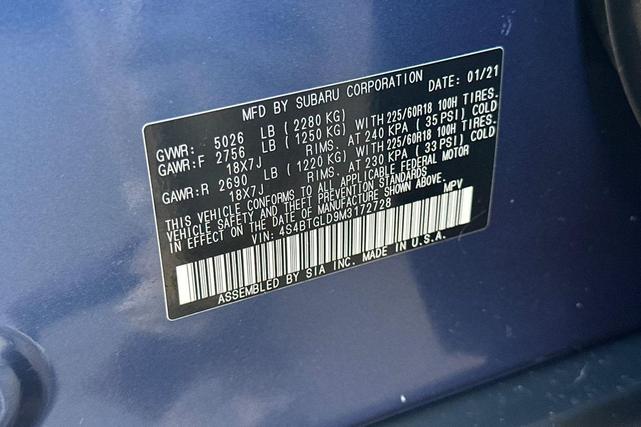 MFD BY SUBARU CORPORATION DATE: 01/21
GVWR: 5026 LB ( 2280 KG)
GAWR:F 2756 LB ( 1250 KG) WITH 225/60R18 100H TIRES.
18X7J RIMS. AT 240 KPA ( 35 PSI) COLD
GAWR:R 2690 LB ( 1220 KG) WITH 225/60R18 100H TIRES.
18X7J RIMS. AT 230 KPA ( 33 PSI) COLD
THIS VEHICLE CONFORMS TO ALL APPLICABLE FEDERAL MOTOR
VEHICLE SAFETY AND THEFT PREVENTION STANDARDS
IN EFFECT ON THE DATE OF MANUFACTURE SHOWN ABOVE.
VIN: 4S4BTGLD9M3172728 MPV
ASSEMBLED BY SIA INC. MADE IN U.S.A.